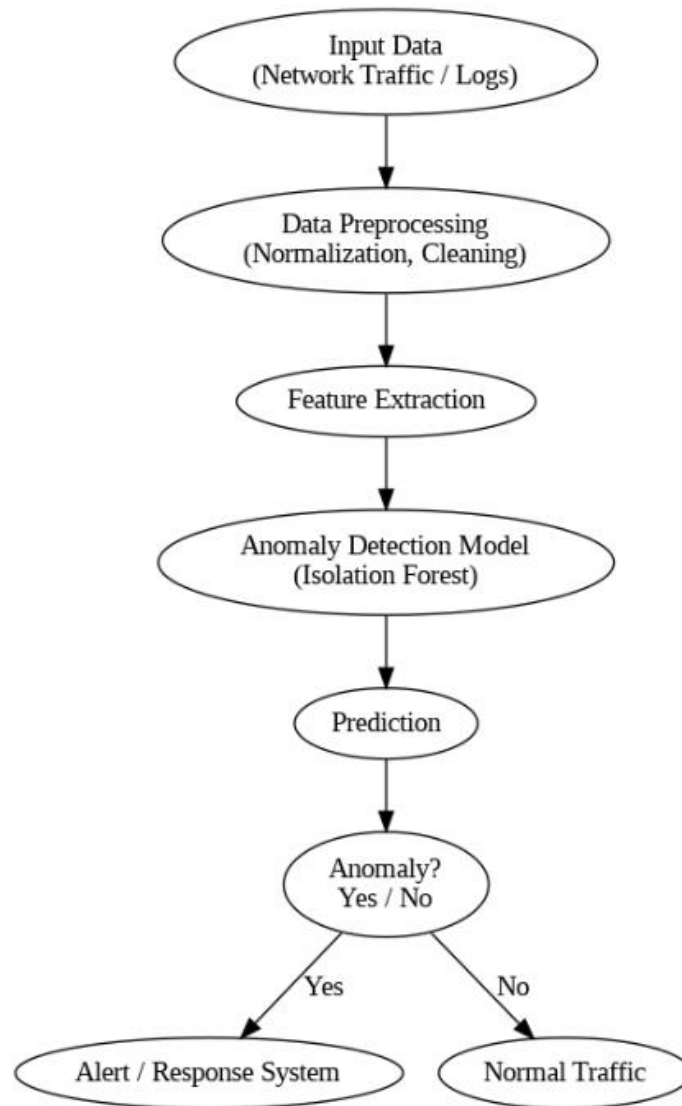 Input Data
(Network Traffic / Logs)
Data Preprocessing
(Normalization, Cleaning)
Feature Extraction
Anomaly Detection Model
(Isolation Forest)
Prediction
Anomaly?
Yes / No
Yes
No
Alert / Response System
Normal Traffic